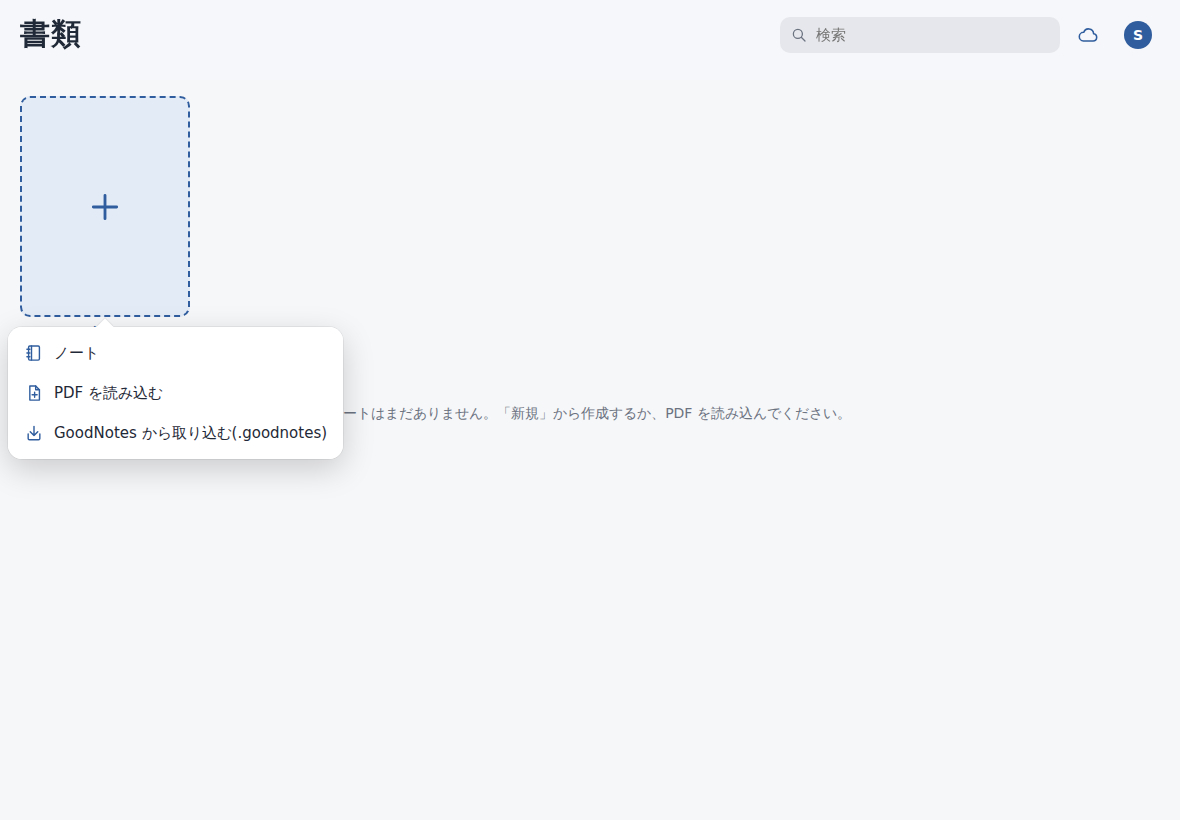 書類
検索
S
ノート
PDF を読み込む
ートはまだありません。「新規」から作成するか、PDF を読み込んでください。
GoodNotes から取り込む(.goodnotes)